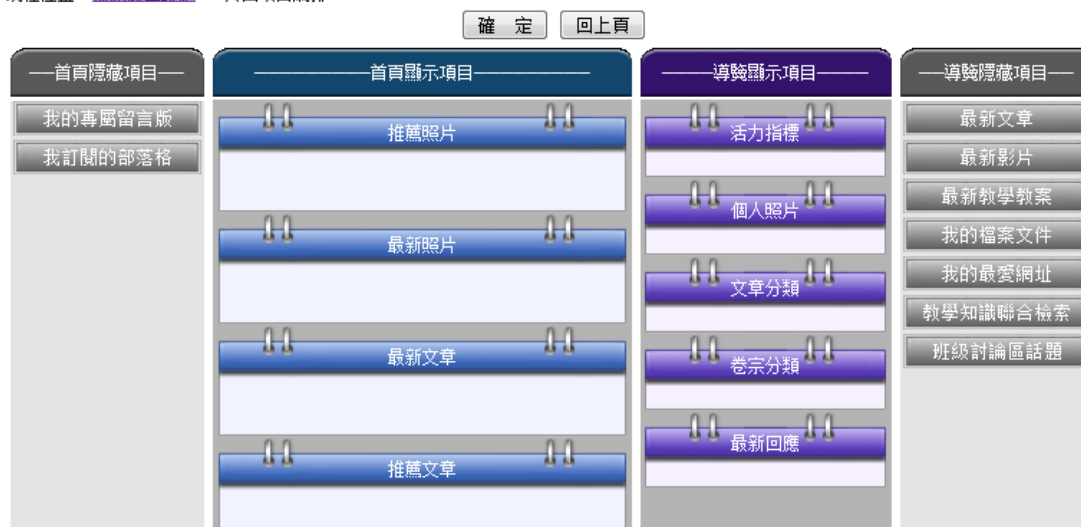 確 定 回上頁
首頁隱藏項目
我的專屬留言版
我訂閱的部落格
首頁顯示項目
推薦照片
最新照片
最新文章
推薦文章
導覽顯示項目
活力指標
個人照片
文章分類
卷宗分類
最新回應
導覽隱藏項目
最新文章
最新影片
最新教學教案
我的檔案文件
我的最愛網址
教學知識聯合檢索
班級討論區話題